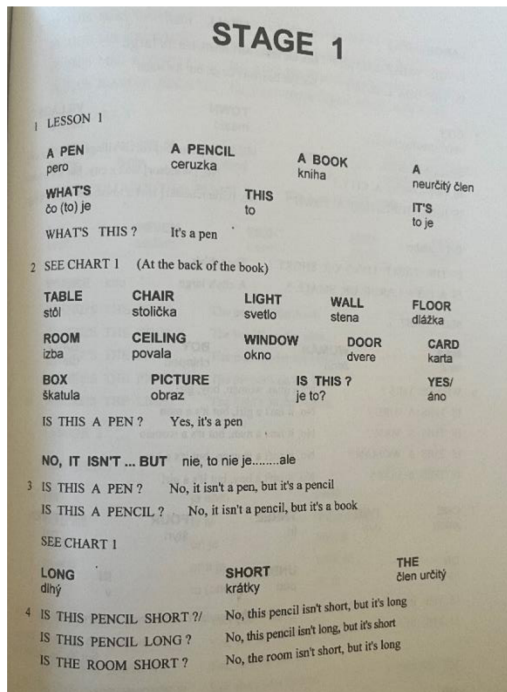 STAGE 1
1 LESSON 1
A PEN A PENCIL A BOOK A
pero ceruzka kniha neurčitý člen
WHAT'S THIS IT'S
čo (to) je to to je
WHAT'S THIS ? It's a pen
2 SEE CHART 1 (At the back of the book)
TABLE CHAIR LIGHT WALL FLOOR
stôl stolička svetlo stena dlážka
ROOM CEILING WINDOW DOOR CARD
izba povala okno dvere karta
BOX PICTURE IS THIS ? YES/
škatula obraz je to? áno
IS THIS A PEN ? Yes, it's a pen
NO, IT ISN'T ... BUT nie, to nie je........ale
3 IS THIS A PEN ? No, it isn't a pen, but it's a pencil
IS THIS A PENCIL ? No, it isn't a pencil, but it's a book
SEE CHART 1
LONG SHORT THE
dlhý krátky člen určitý
4 IS THIS PENCIL SHORT ?/ No, this pencil isn't short, but it's long
IS THIS PENCIL LONG ? No, this pencil isn't long, but it's short
IS THE ROOM SHORT ? No, the room isn't short, but it's long